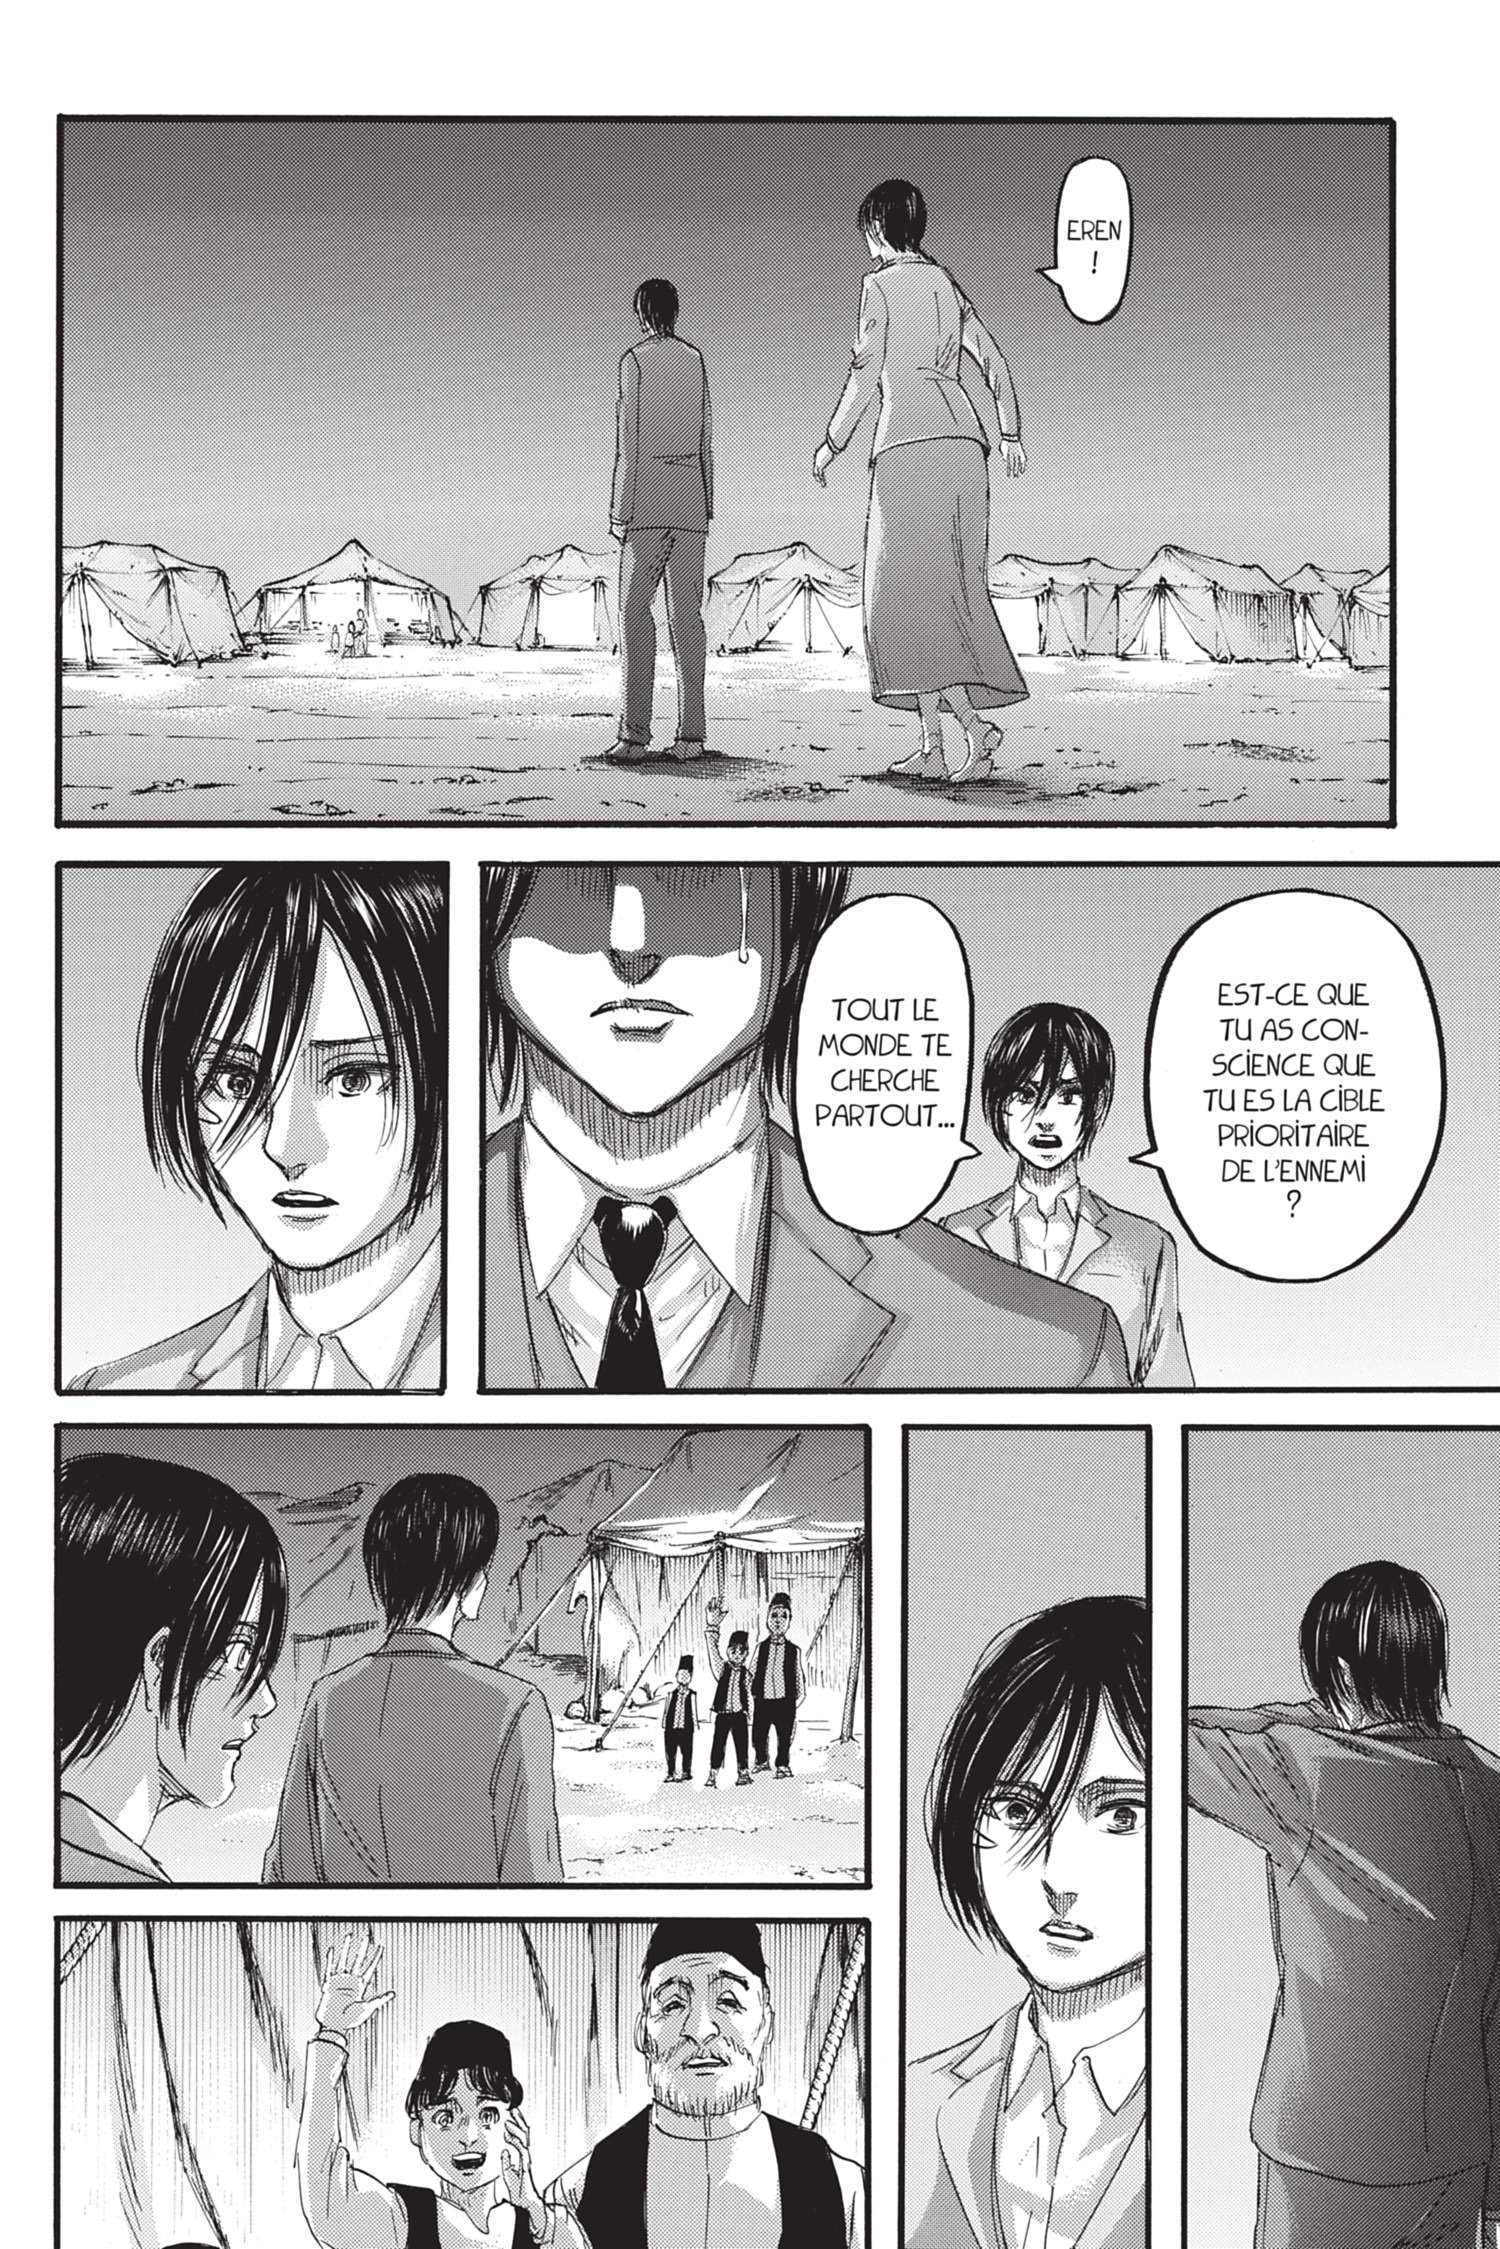 EREN
!
EST-CE QUE
TU AS CON-
SCIENCE QUE
TU ES LA CIBLE
PRIORITAIRE
DE L'ENNEMI
?
TOUT LE
MONDE TE
CHERCHE
PARTOUT...